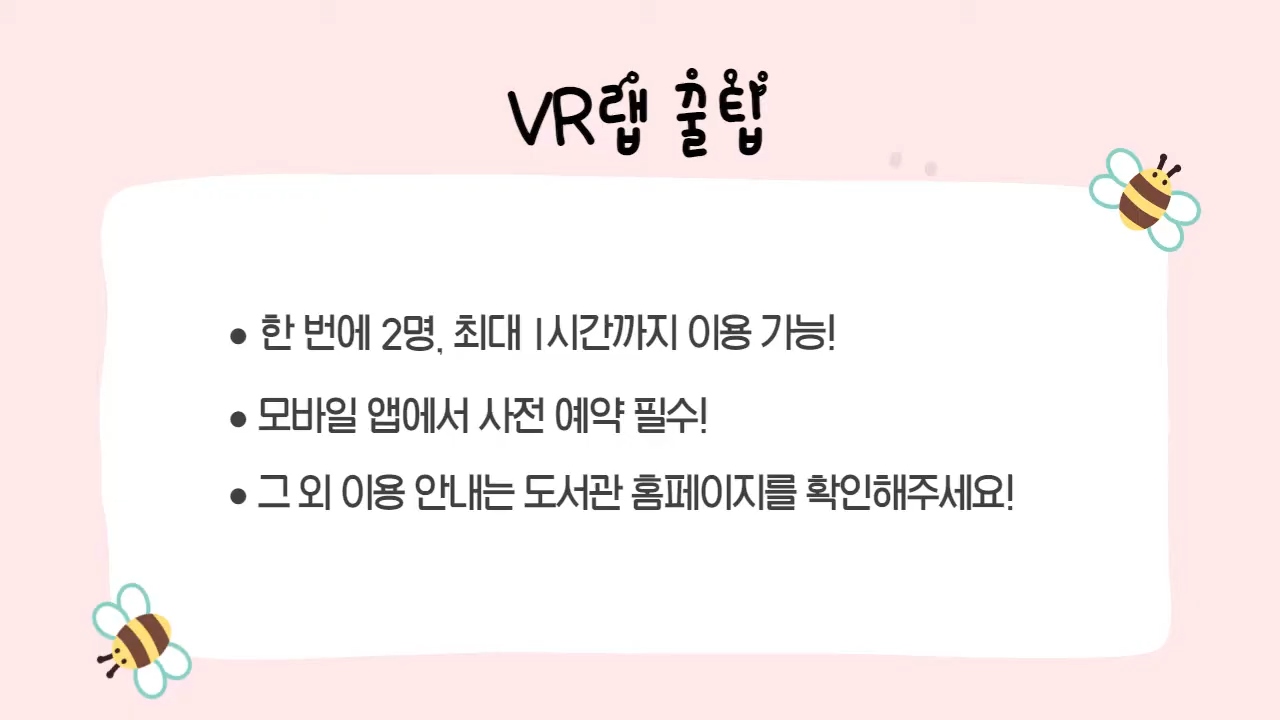 VR랩 꿀팁
● 한 번에 2명, 최대 1시간까지 이용 가능!
● 모바일 앱에서 사전 예약 필수!
● 그 외 이용 안내는 도서관 홈페이지를 확인해주세요!